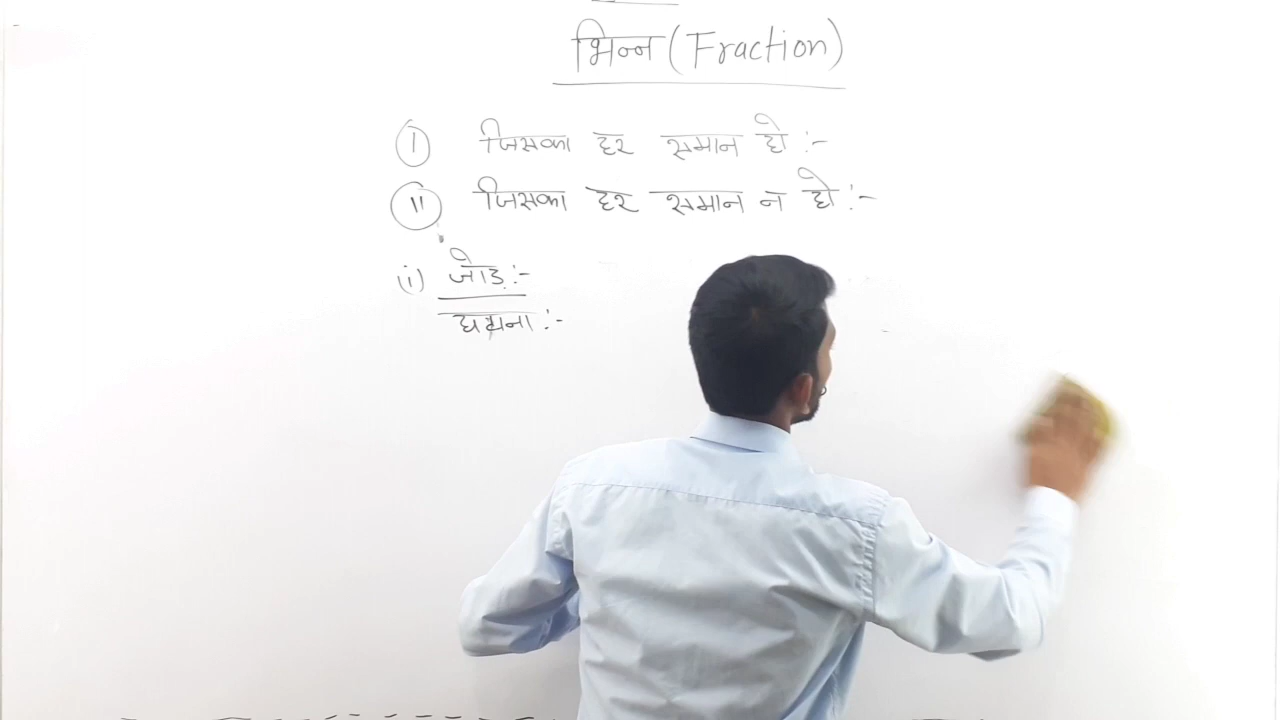 भिन्न (Fraction)
I जिसका हर समान हो :-
II जिसका हर समान न हो :-
(i) जोड़ :-
घटाना :-